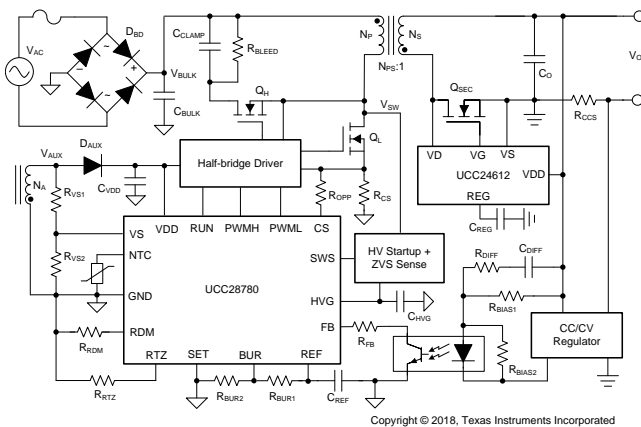 VAC
DBD
~
~
+
-
VBULK
CBULK
CCLAMP
RBLEED
NP
NS
NPS:1
QH
VSW
QL
CO
VO
QSEC
RCCS
VD
VG
VS
VDD
UCC24612
REG
CREG
Half-bridge Driver
DAUX
VAUX
NA
CVDD
RVS1
RVS2
ROPP
RCS
VDD
RUN
PWMH
PWML
CS
VS
NTC
GND
RDM
RTZ
SET
BUR
REF
SWS
HVG
FB
UCC28780
HV Startup +
ZVS Sense
CHVG
RDIFF
CDIFF
RBIAS1
RBIAS2
RFB
CC/CV
Regulator
RRDM
RRTZ
RBUR2
RBUR1
CREF
Copyright © 2018, Texas Instruments Incorporated